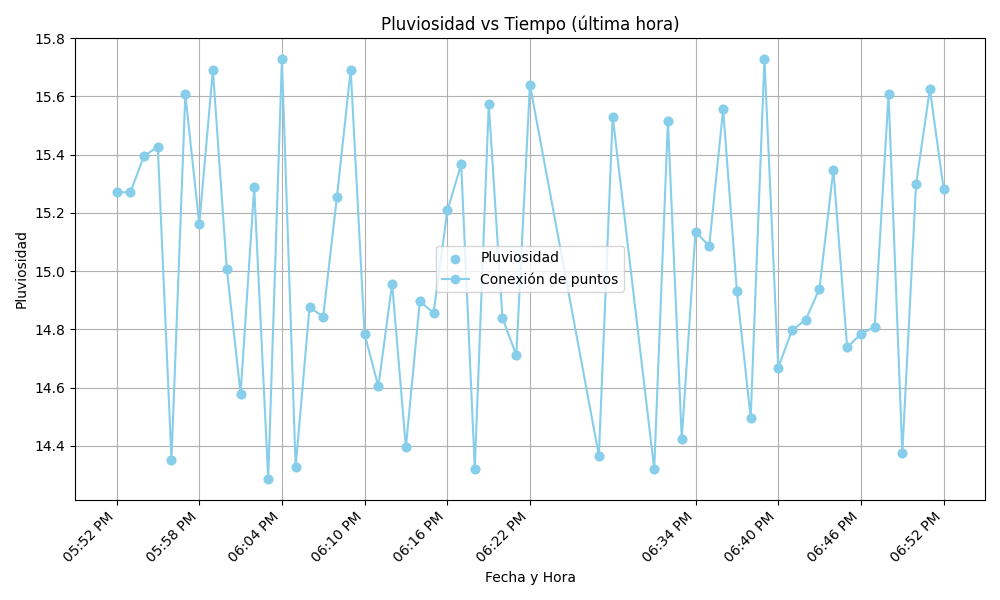 Pluviosidad vs Tiempo (última hora)
15.8
15.6
15.4
15.2
15.0
14.8
14.6
14.4
Pluviosidad
Pluviosidad
Conexión de puntos
05:52 PM
05:58 PM
06:04 PM
06:10 PM
06:16 PM
06:22 PM
06:34 PM
06:40 PM
06:46 PM
06:52 PM
Fecha y Hora